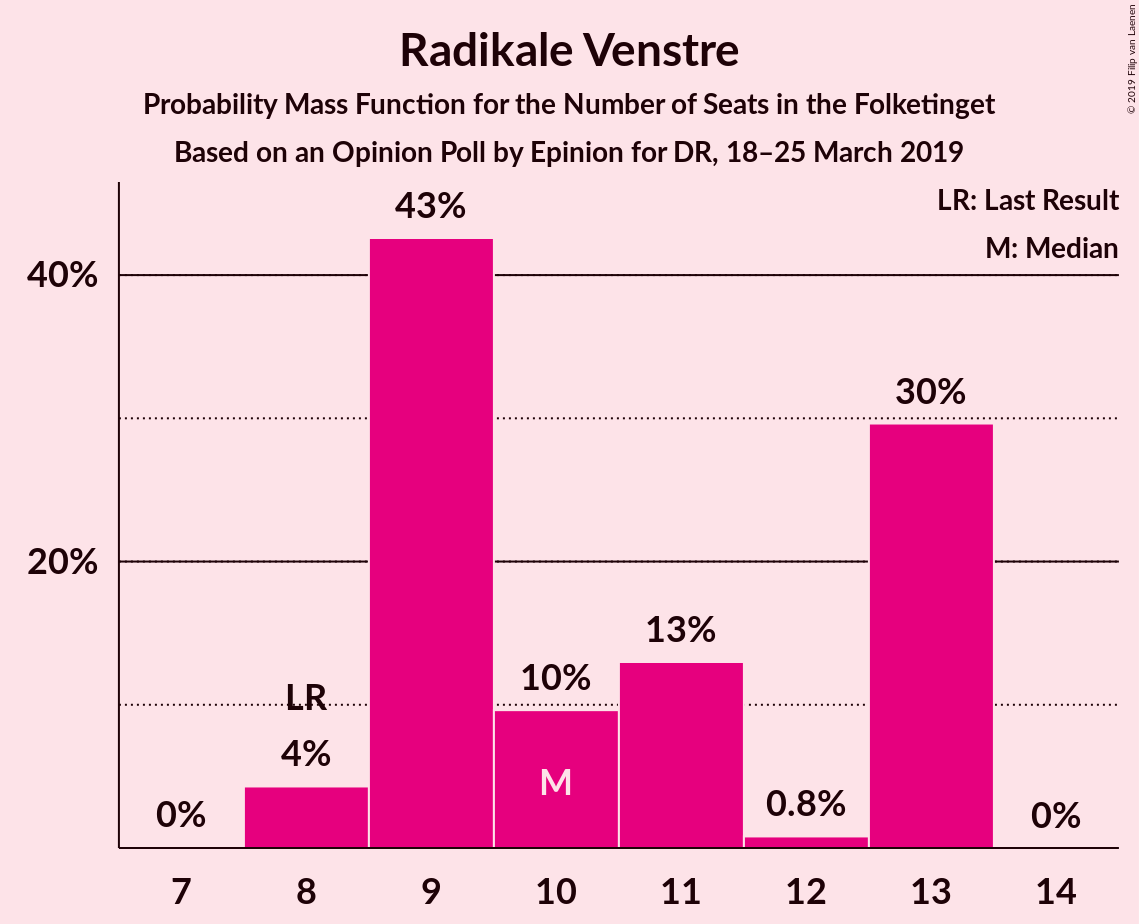 Radikale Venstre
Probability Mass Function for the Number of Seats in the Folketinget
Based on an Opinion Poll by Epinion for DR, 18–25 March 2019
© 2019 Filip van Laenen
LR: Last Result
M: Median
43%
40%
30%
20%
13%
10%
LR
4%
M
0%
0.8%
0%
7 8 9 10 11 12 13 14